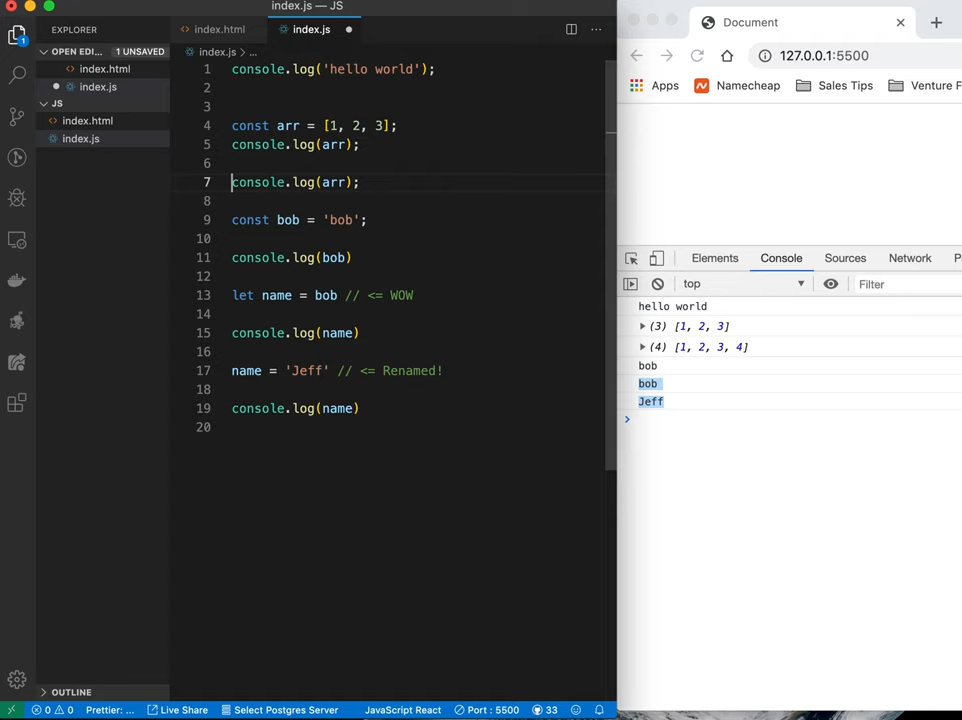 index.js — JS
EXPLORER
OPEN EDI... 1 UNSAVED
index.html
index.js
JS
index.html
index.js
OUTLINE
1
index.html
index.js
index.js > ...
1 console.log('hello world');
2
3
4 const arr = [1, 2, 3];
5 console.log(arr);
6
7 console.log(arr);
8
9 const bob = 'bob';
10
11 console.log(bob)
12
13 let name = bob // <= WOW
14
15 console.log(name)
16
17 name = 'Jeff' // <= Renamed!
18
19 console.log(name)
20
0 0 Prettier: ... Live Share Select Postgres Server JavaScript React Port : 5500 33
Document
127.0.0.1:5500
Apps Namecheap Sales Tips Venture F
Elements Console Sources Network P
top Filter
hello world
(3) [1, 2, 3]
(4) [1, 2, 3, 4]
bob
bob
Jeff